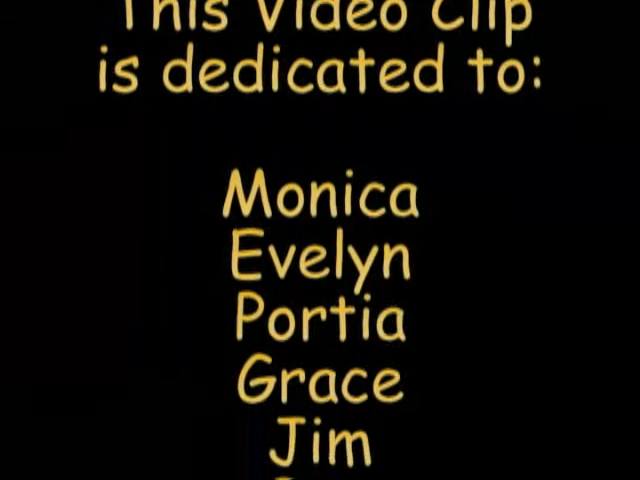 This Video Clip
is dedicated to:
Monica
Evelyn
Portia
Grace
Jim